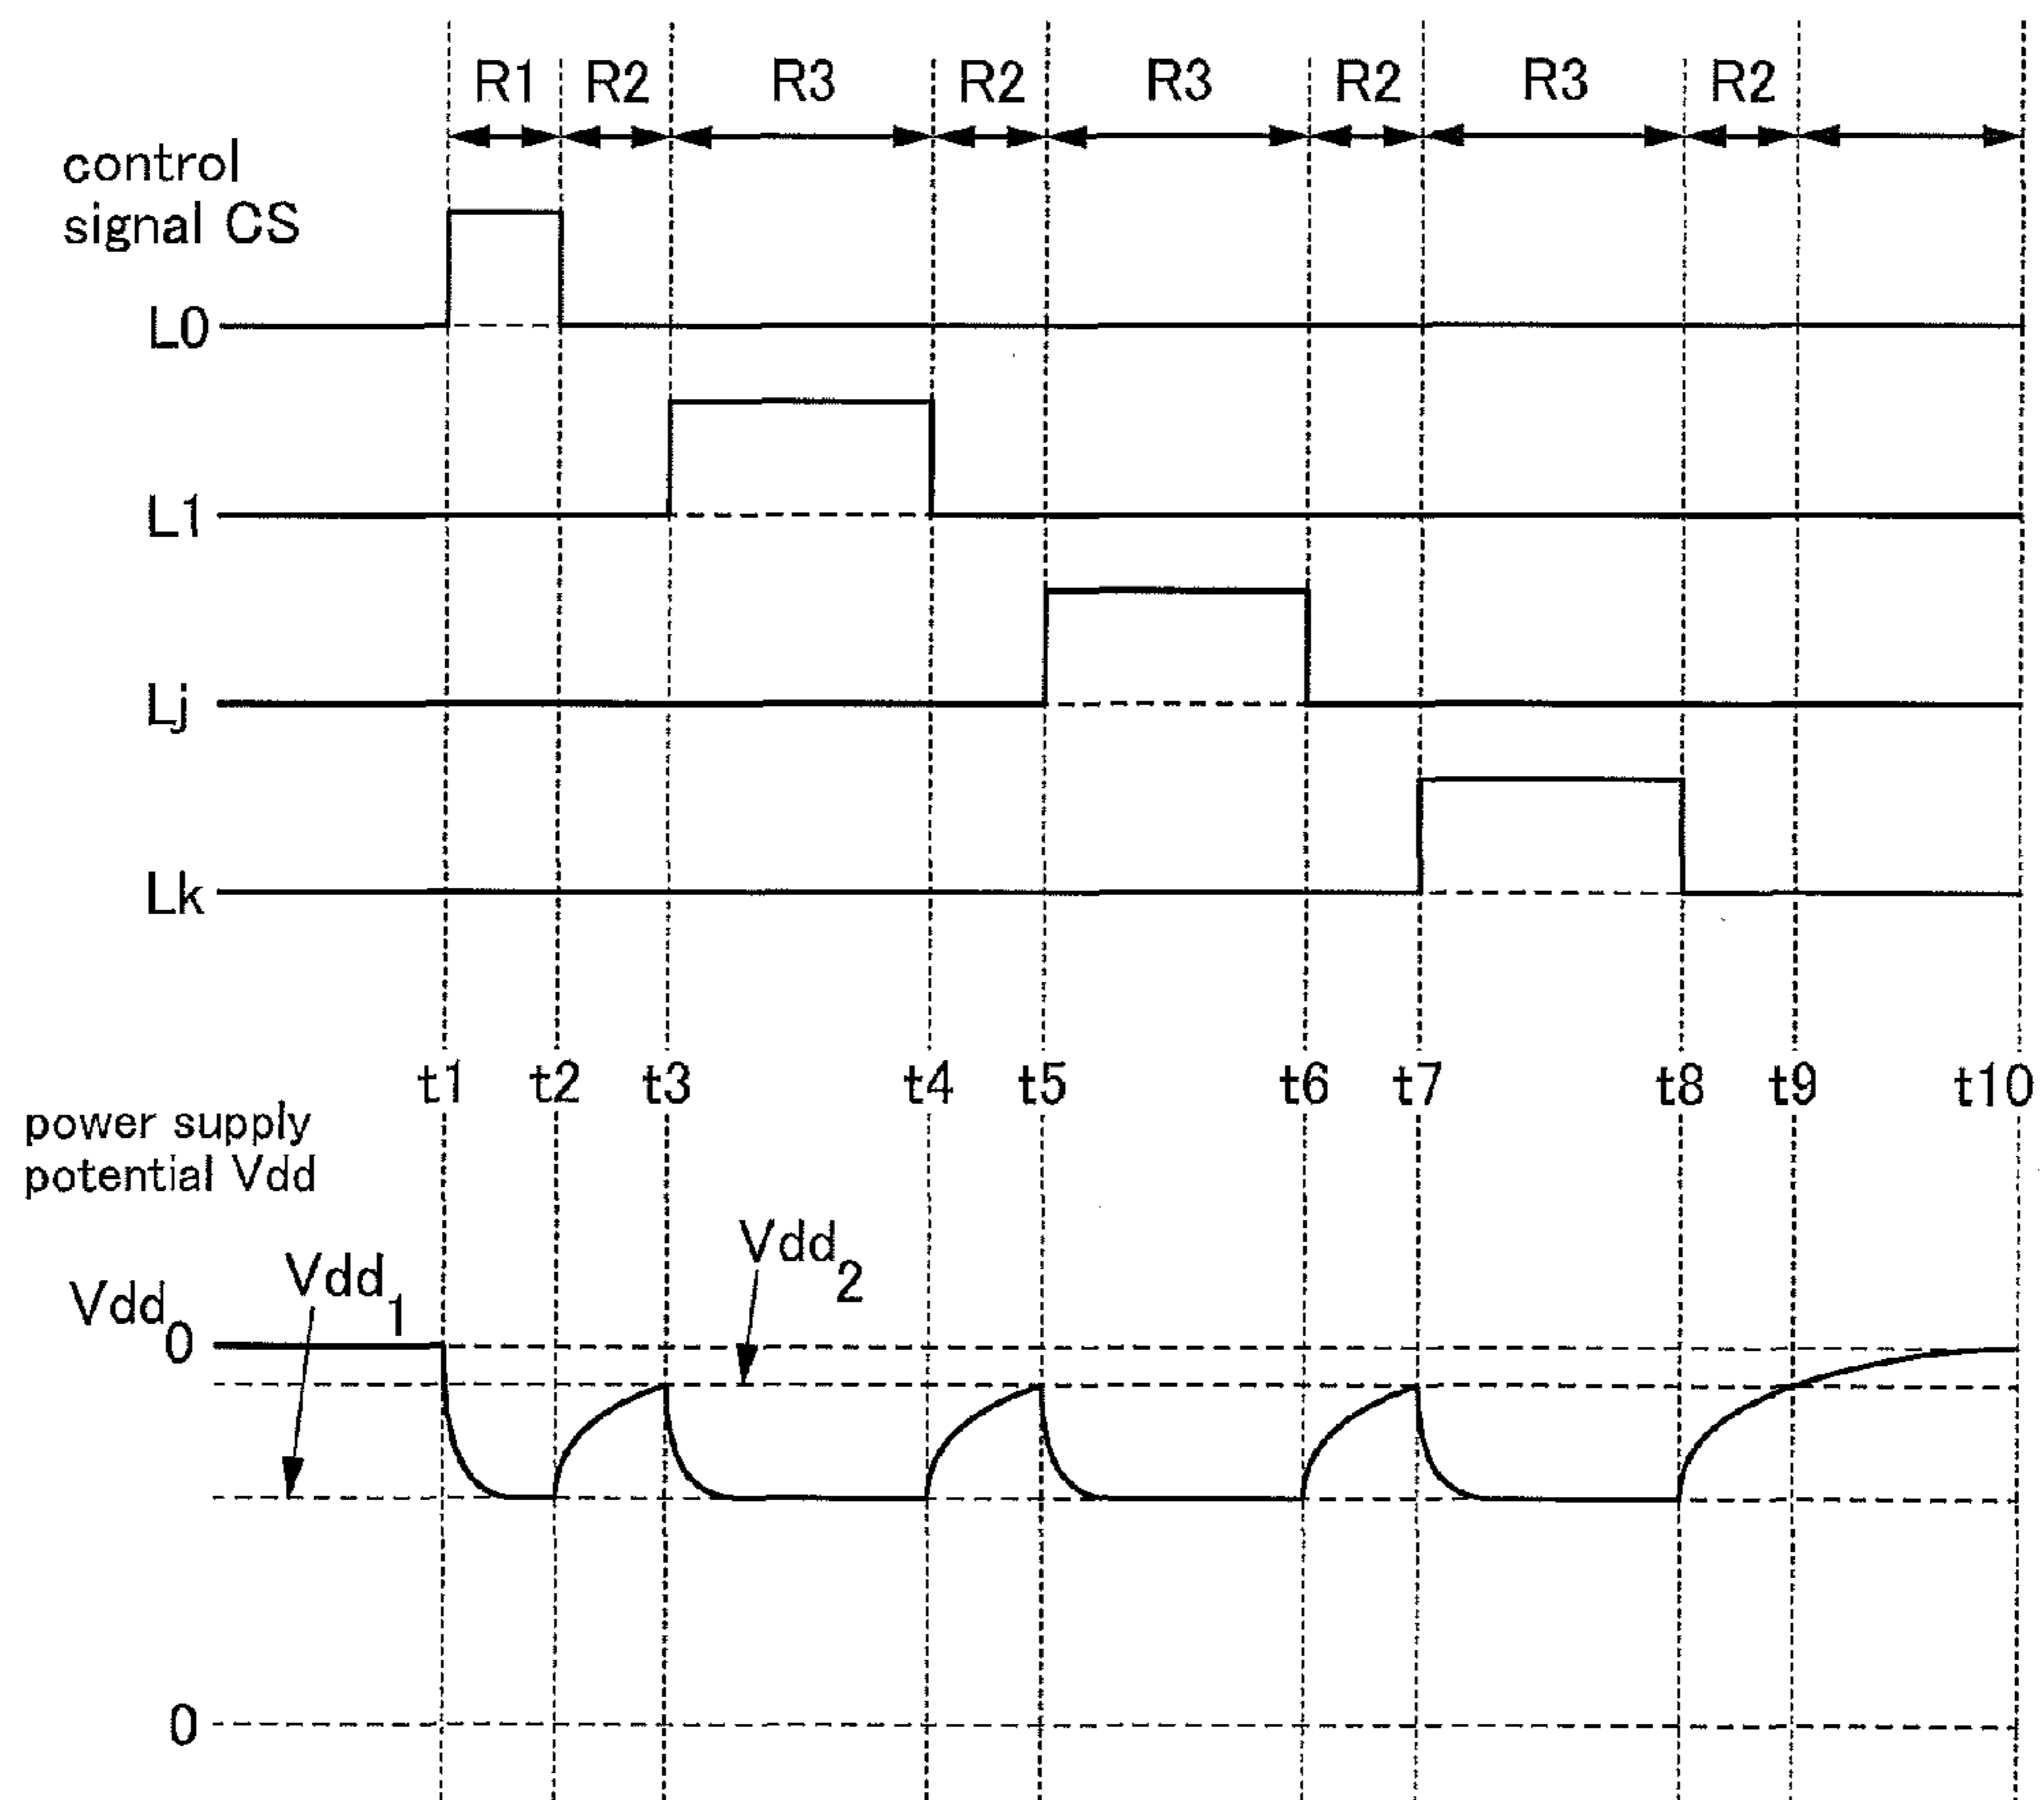 R1 R2 R3 R2 R3 R2 R3 R2
control
signal CS
L0
L1
Lj
Lk
t1 t2 t3 t4 t5 t6 t7 t8 t9 t10
power supply
potential Vdd
Vdd2
Vdd1
Vdd0
0